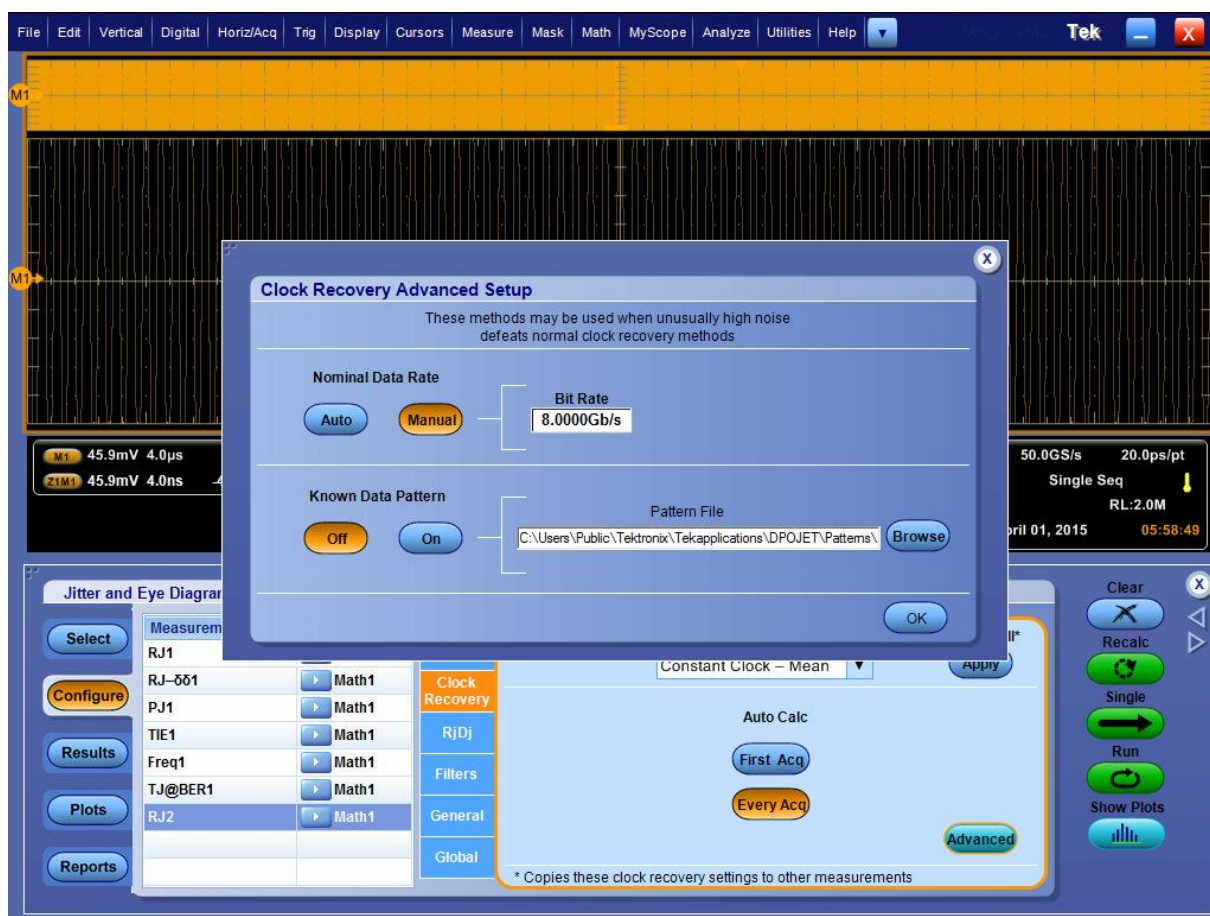 File Edit Vertical Digital Horiz/Acq Trig Display Cursors Measure Mask Math MyScope Analyze Utilities Help Tek X
M1
M1
X
Clock Recovery Advanced Setup
These methods may be used when unusually high noise
defeats normal clock recovery methods
Nominal Data Rate
Auto Manual
Bit Rate
8.0000Gb/s
Known Data Pattern
Off On
Pattern File
C:\Users\Public\Tektronix\Tekapplications\DPOJET\Patterns\ Browse
OK
M1 45.9mV 4.0µs
Z1M1 45.9mV 4.0ns
50.0GS/s 20.0ps/pt
Single Seq
RL:2.0M
pril 01, 2015 05:58:49
Jitter and Eye Diagra
Select
Configure
Results
Plots
Reports
Measurem
RJ1
RJ–δδ1 Math1
PJ1 Math1
TIE1 Math1
Freq1 Math1
TJ@BER1 Math1
RJ2 Math1
Clock
Recovery
RjDj
Filters
General
Global
Constant Clock – Mean
Apply
Auto Calc
First Acq
Every Acq
Advanced
* Copies these clock recovery settings to other measurements
Clear
X
Recalc
Single
Run
Show Plots